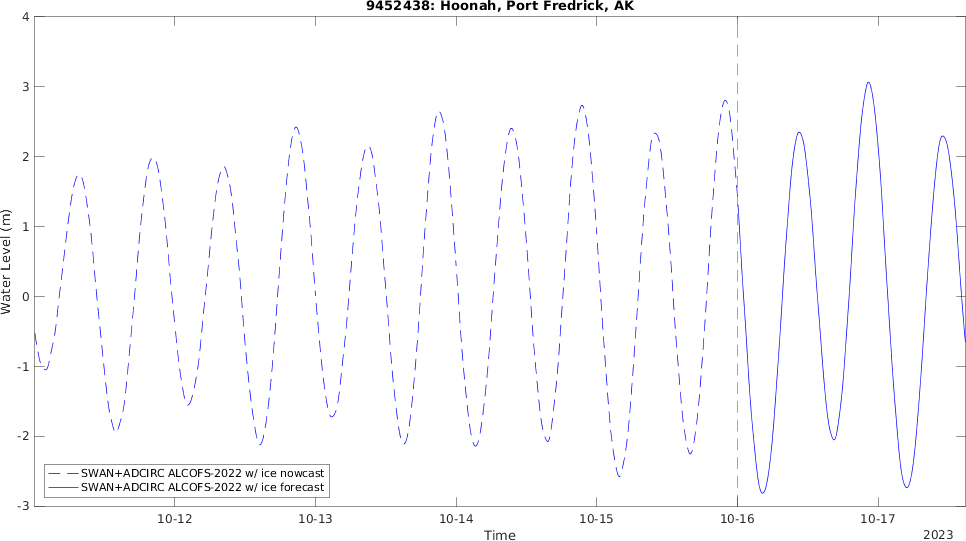 9452438: Hoonah, Port Fredrick, AK
Water Level (m)
4
3
2
1
0
-1
-2
-3
SWAN+ADCIRC ALCOFS-2022 w/ ice nowcast
SWAN+ADCIRC ALCOFS-2022 w/ ice forecast
10-12 10-13 10-14 10-15 10-16 10-17
Time
2023